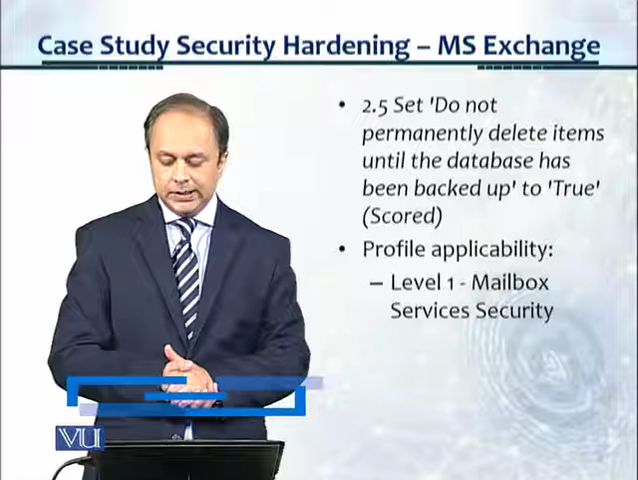 Case Study Security Hardening – MS Exchange
• 2.5 Set 'Do not
permanently delete items
until the database has
been backed up' to 'True'
(Scored)
• Profile applicability:
– Level 1 - Mailbox
Services Security
VU